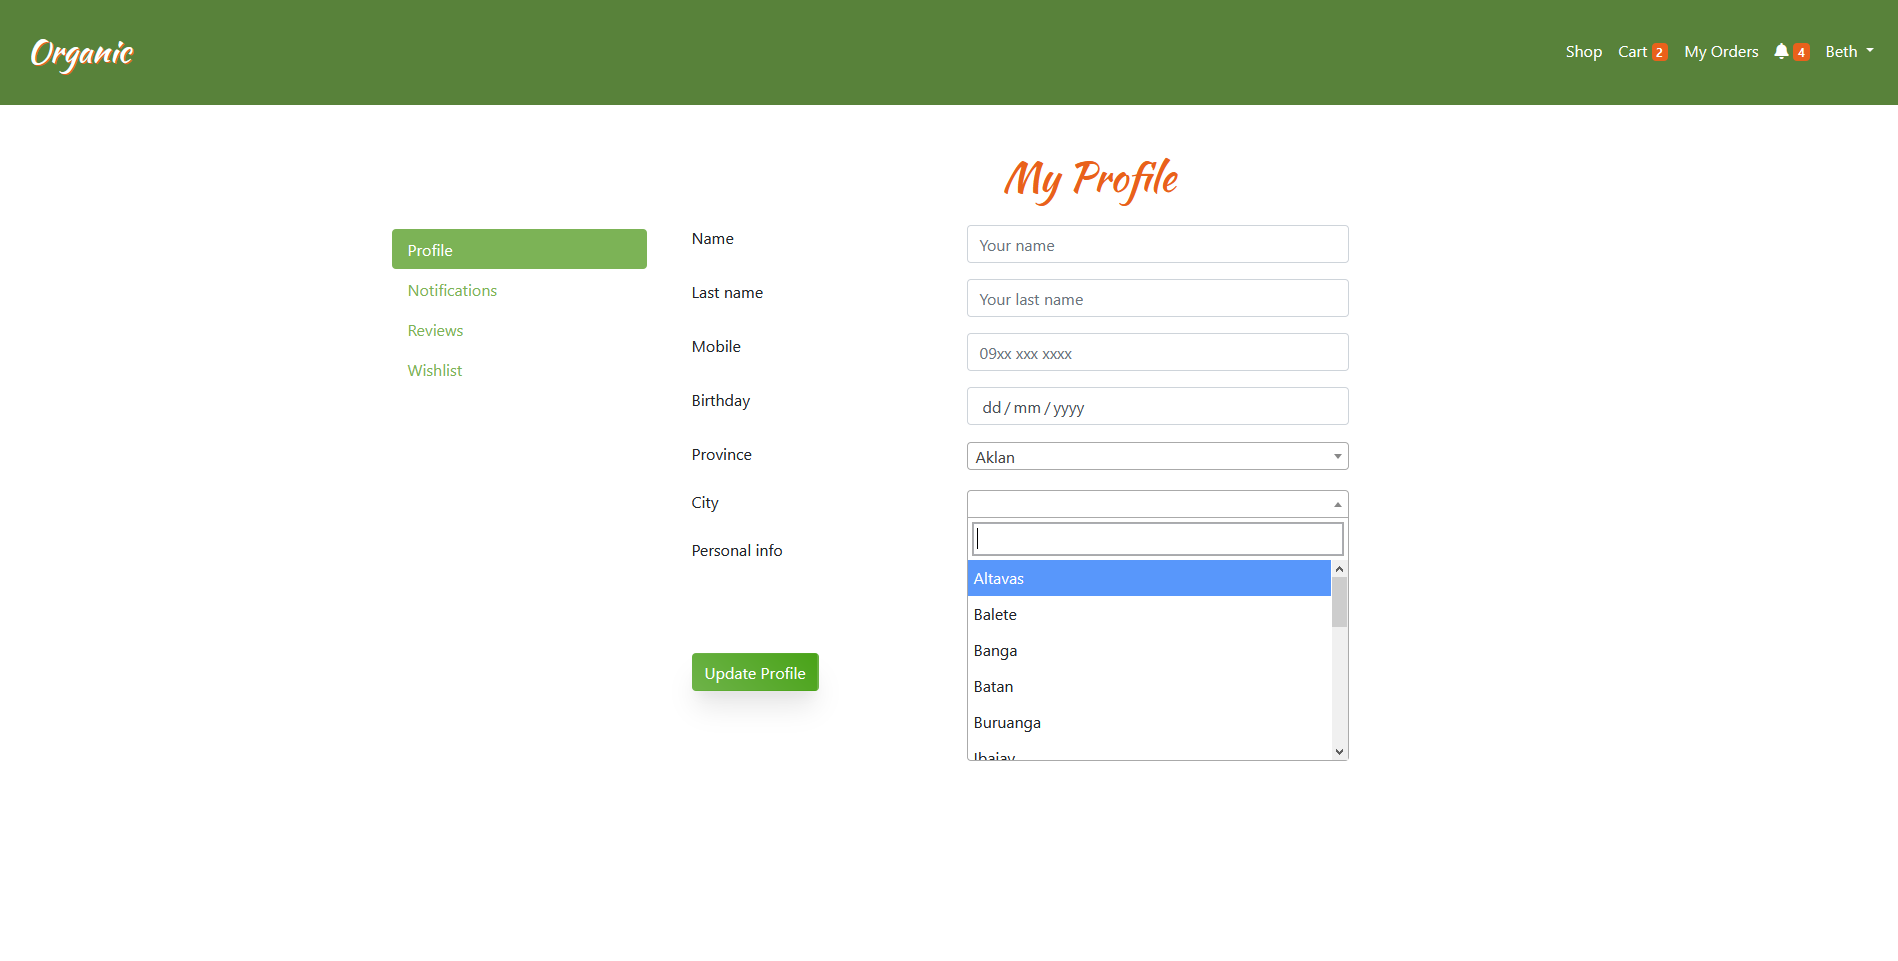 Organic
Shop Cart 2 My Orders 4 Beth
My Profile
Profile
Notifications
Reviews
Wishlist
Name Your name
Last name Your last name
Mobile 09xx xxx xxxx
Birthday dd / mm / yyyy
Province Aklan
City
Personal info
Altavas
Balete
Banga
Batan
Buruanga
Ibajay
Update Profile